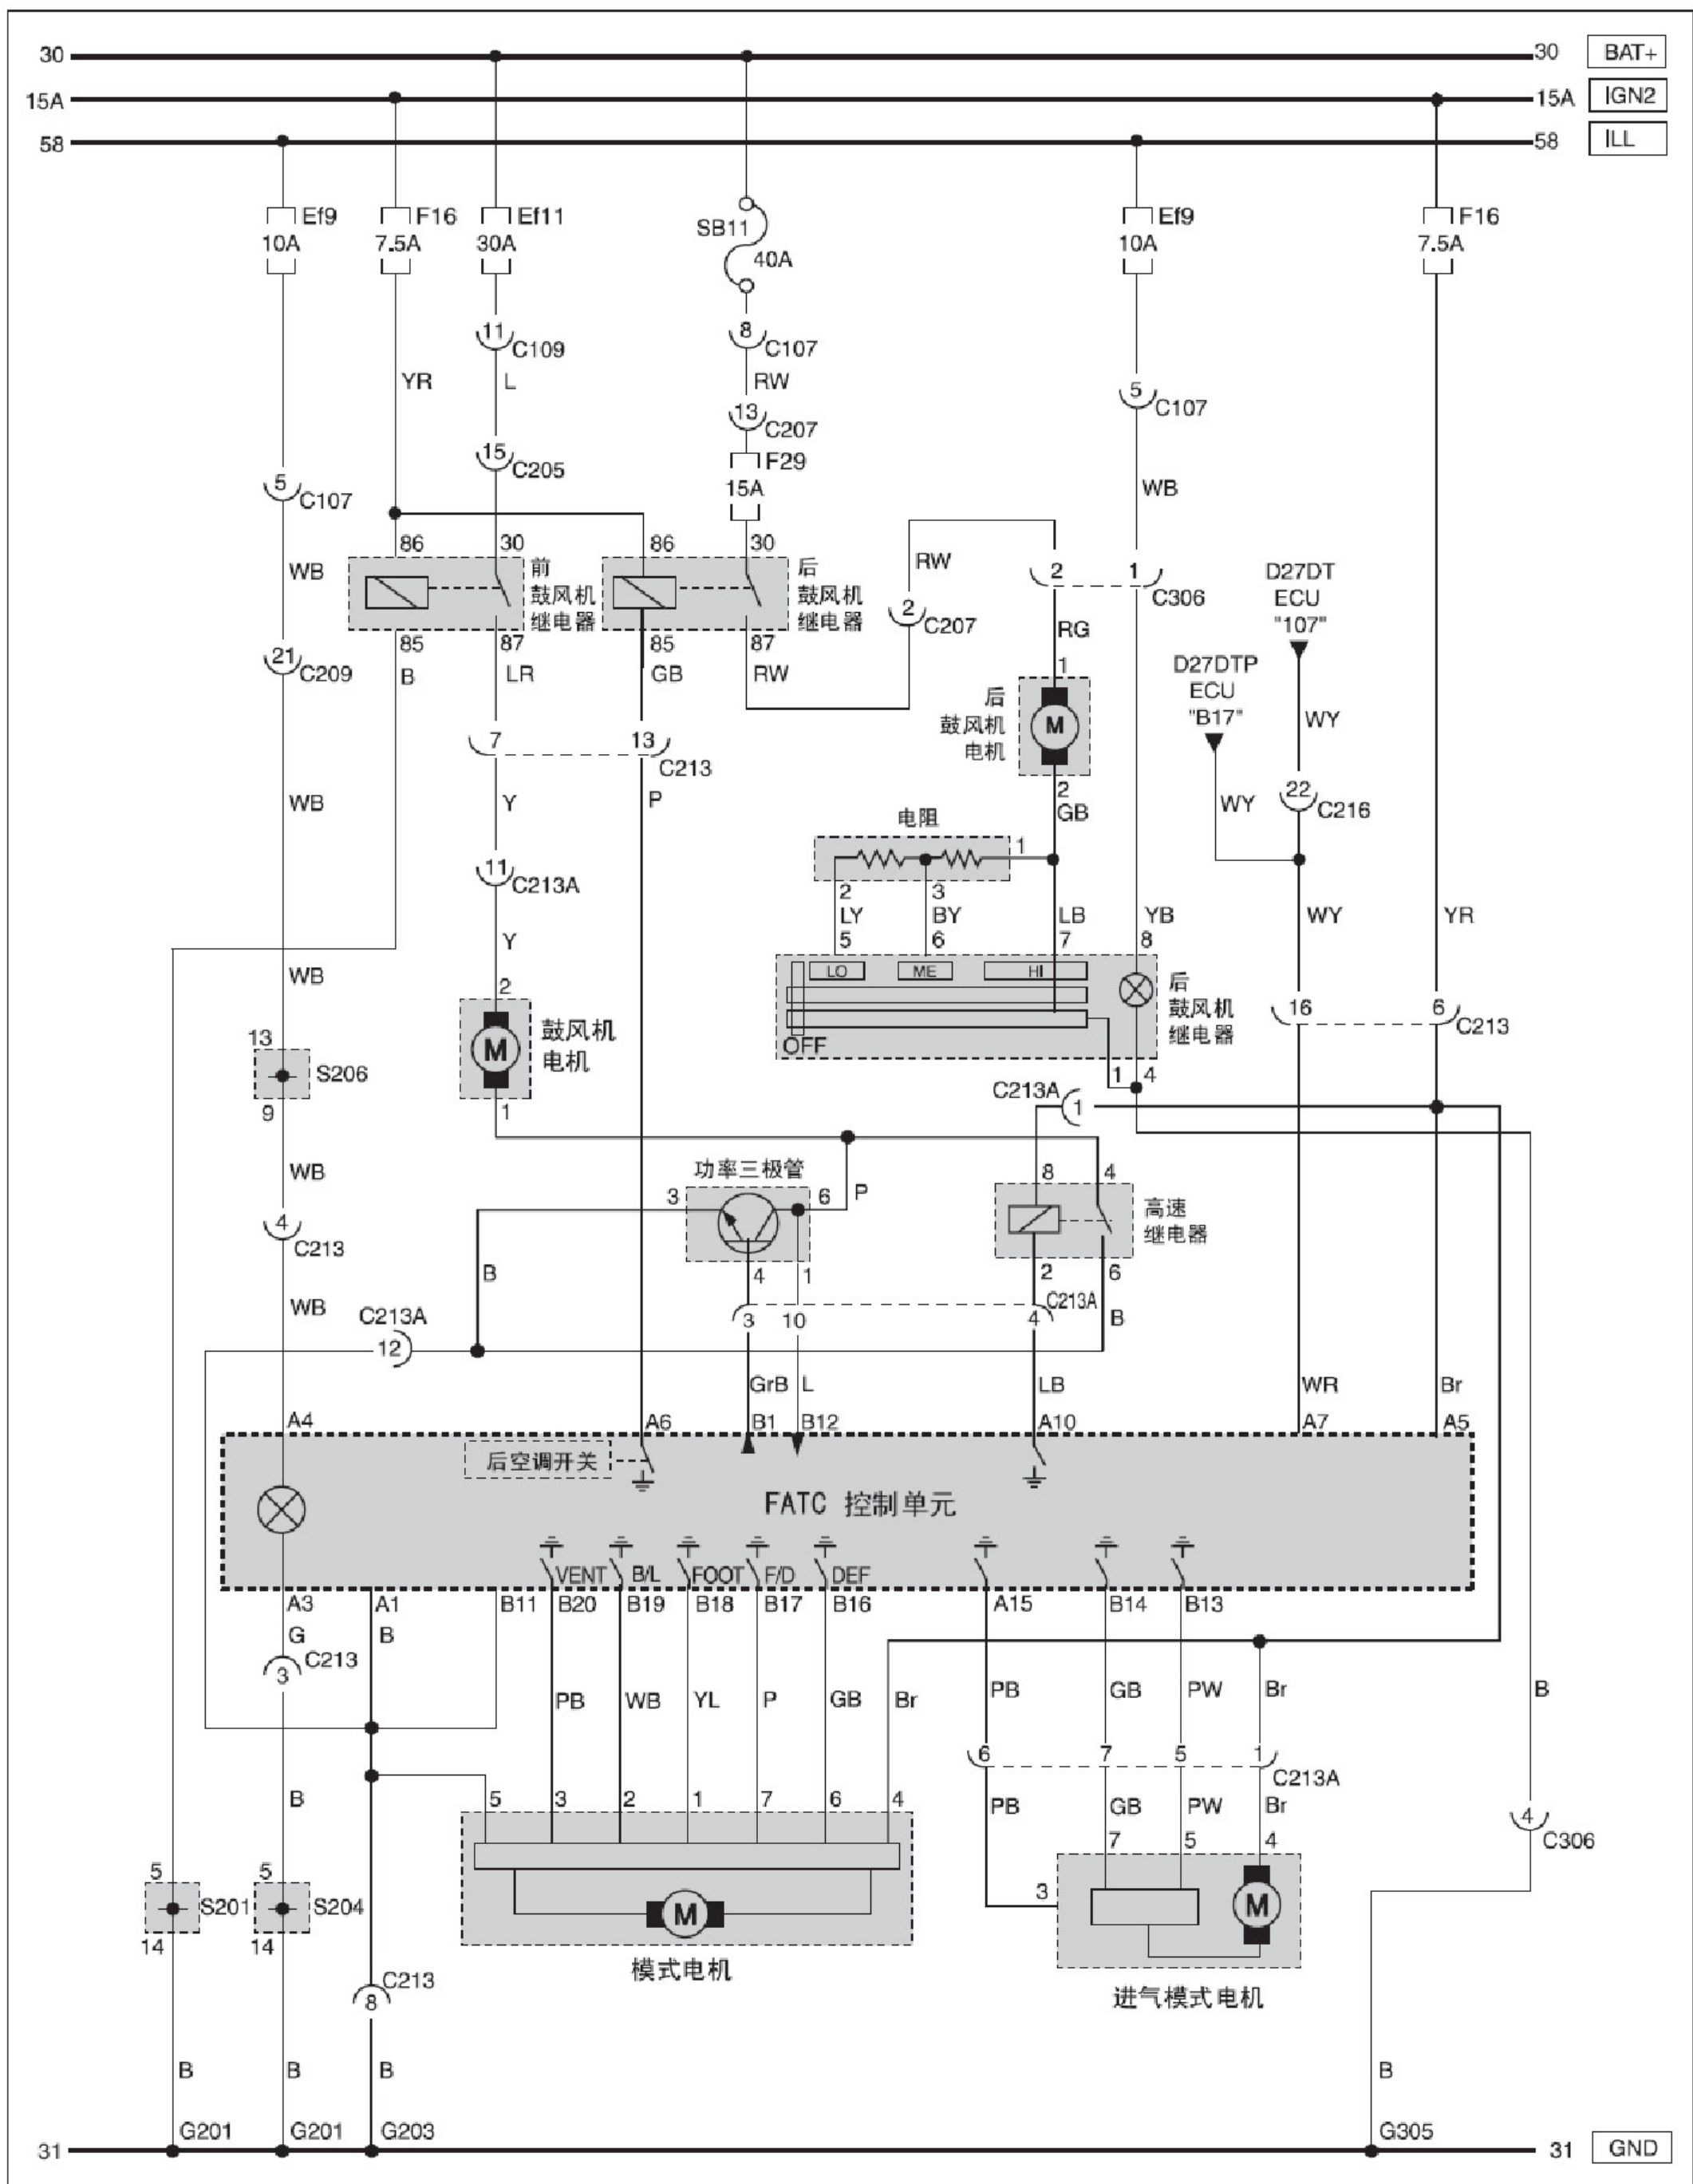 30
30
BAT+
15A
15A
IGN2
58
58
ILL
Ef9
10A
F16
7.5A
Ef11
30A
SB11
40A
Ef9
10A
F16
7.5A
11
C109
8
C107
YR
L
RW
5
C107
13
C207
15
C205
F29
15A
5
C107
WB
86
30
86
30
WB
前
鼓风机
继电器
后
鼓风机
继电器
RW
2
1
C306
D27DT
ECU
"107"
2
C207
RG
21
C209
85
87
85
87
B
LR
GB
RW
1
D27DTP
ECU
"B17"
后
鼓风机
电机
M
WY
7
13
C213
2
GB
WB
Y
P
WY
22
C216
电阻
1
11
C213A
2
3
LY
BY
LB
YB
WY
YR
5
6
7
8
Y
WB
LO
ME
HI
OFF
后
鼓风机
继电器
2
16
6
C213
13
S206
9
M
鼓风机
电机
1
1
4
C213A
1
WB
功率三极管
3
6
P
8
4
高速
继电器
4
C213
B
4
1
2
6
WB
C213A
12
3
10
4
C213A
B
GrB
L
LB
WR
Br
A4
A6
B1
B12
A10
A7
A5
后空调开关
FATC 控制单元
VENT
B/L
FOOT
F/D
DEF
A3
A1
B11
B20
B19
B18
B17
B16
A15
B14
B13
G
B
3
C213
PB
WB
YL
P
GB
Br
PB
GB
PW
Br
B
6
7
5
1
C213A
B
5
3
2
1
7
6
4
PB
GB
PW
Br
4
C306
7
5
4
3
5
S201
14
5
S204
14
M
M
模式电机
进气模式电机
C213
8
B
B
B
B
G201
G201
G203
G305
31
31
GND